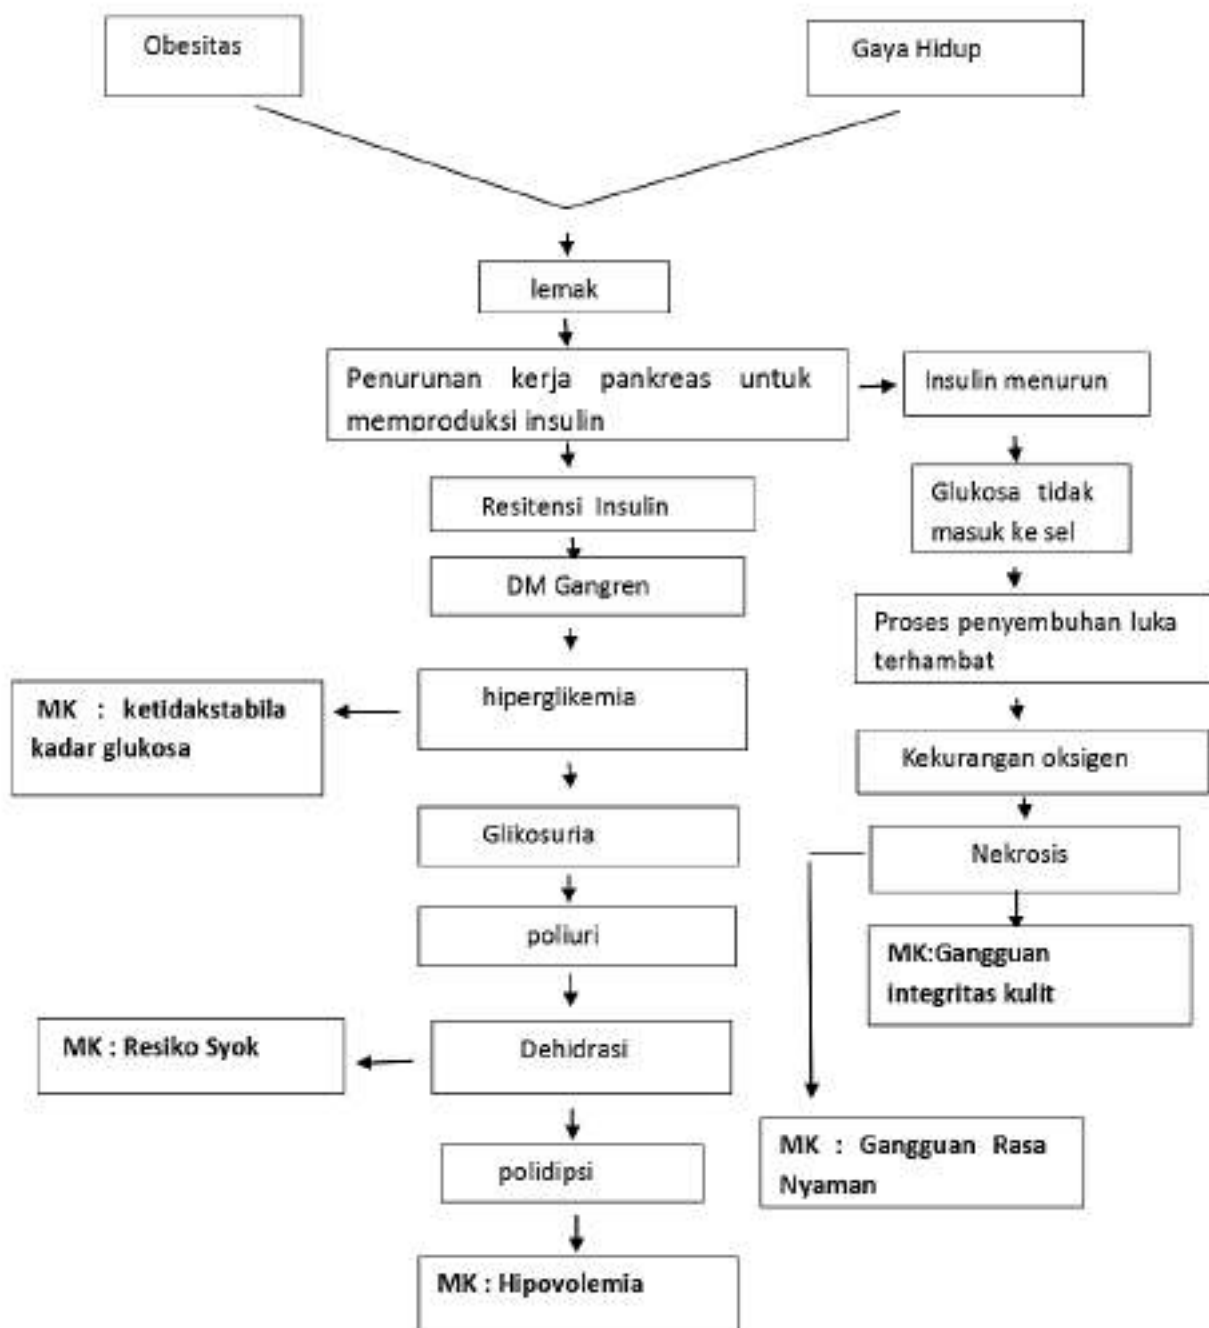 Obesitas
Gaya Hidup
lemak
Penurunan kerja pankreas untuk
memproduksi insulin
Insulin menurun
Resitensi Insulin
Glukosa tidak
masuk ke sel
DM Gangren
Proses penyembuhan luka
terhambat
hiperglikemia
MK : ketidakstabila
kadar glukosa
Kekurangan oksigen
Glikosuria
Nekrosis
poliuri
MK:Gangguan
integritas kulit
Dehidrasi
MK : Resiko Syok
polidipsi
MK : Gangguan Rasa
Nyaman
MK : Hipovolemia